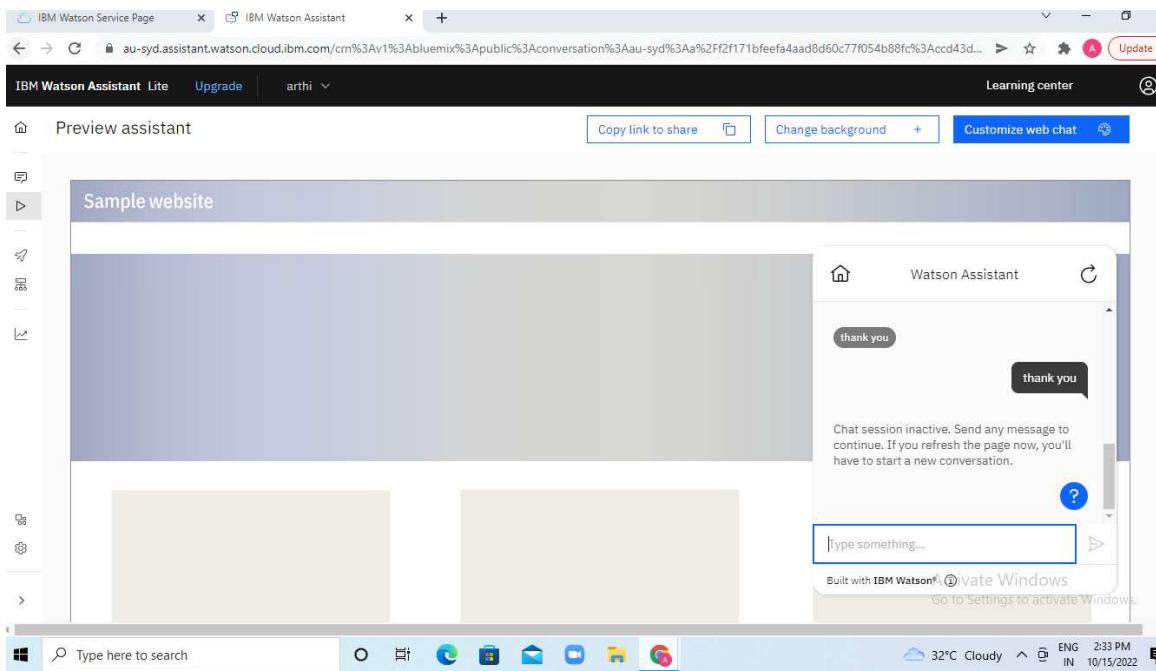 IBM Watson Service Page
IBM Watson Assistant
au-syd.assistant.watson.cloud.ibm.com/crn%3Av1%3Abluemix%3Apublic%3Aconversation%3Aau-syd%3Aa%2Ff2f171bfeefa4aad8d60c77f054b88fc%3Accd43d...
A
Update
IBM Watson Assistant Lite Upgrade arthi Learning center
Preview assistant
Copy link to share
Change background +
Customize web chat
Sample website
Watson Assistant
thank you
thank you
Chat session inactive. Send any message to
continue. If you refresh the page now, you'll
have to start a new conversation.
?
Type something...
Built with IBM Watson®
Activate Windows
Go to Settings to activate Windows.
Type here to search
32°C Cloudy
ENG 2:33 PM
IN 10/15/2022